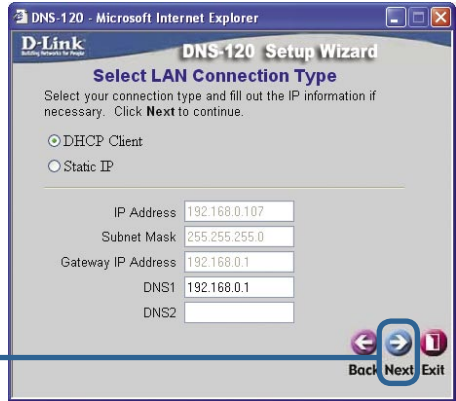 DNS-120 - Microsoft Internet Explorer
D-Link
Building Networks for People
DNS-120 Setup Wizard
Select LAN Connection Type
Select your connection type and fill out the IP information if
necessary. Click Next to continue.
DHCP Client
Static IP
IP Address 192.168.0.107
Subnet Mask 255.255.255.0
Gateway IP Address 192.168.0.1
DNS1 192.168.0.1
DNS2
Back Next Exit